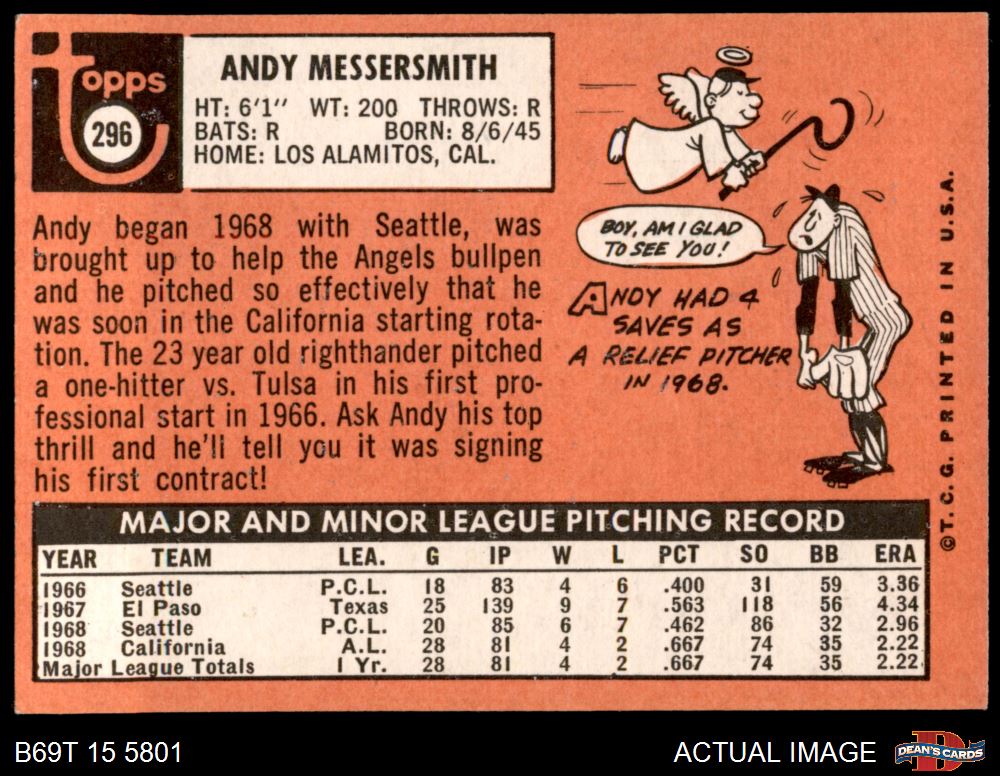 topps
296
ANDY MESSERSMITH
HT: 6'1" WT: 200 THROWS: R
BATS: R BORN: 8/6/45
HOME: LOS ALAMITOS, CAL.
Andy began 1968 with Seattle, was
brought up to help the Angels bullpen
and he pitched so effectively that he
was soon in the California starting rota-
tion. The 23 year old righthander pitched
a one-hitter vs. Tulsa in his first pro-
fessional start in 1966. Ask Andy his top
thrill and he'll tell you it was signing
his first contract!
BOY, AM I GLAD
TO SEE YOU!
ANDY HAD 4
SAVES AS
A RELIEF PITCHER
IN 1968.
©T.C.G. PRINTED IN U.S.A.
MAJOR AND MINOR LEAGUE PITCHING RECORD
YEAR TEAM LEA. G IP W L PCT SO BB ERA
1966 Seattle P.C.L. 18 83 4 6 .400 31 59 3.36
1967 El Paso Texas 25 139 9 7 .563 118 56 4.34
1968 Seattle P.C.L. 20 85 6 7 .462 86 32 2.96
1968 California A.L. 28 81 4 2 .667 74 35 2.22
Major League Totals 1 Yr. 28 81 4 2 .667 74 35 2.22
B69T 15 5801
ACTUAL IMAGE
D
DEAN'S CARDS